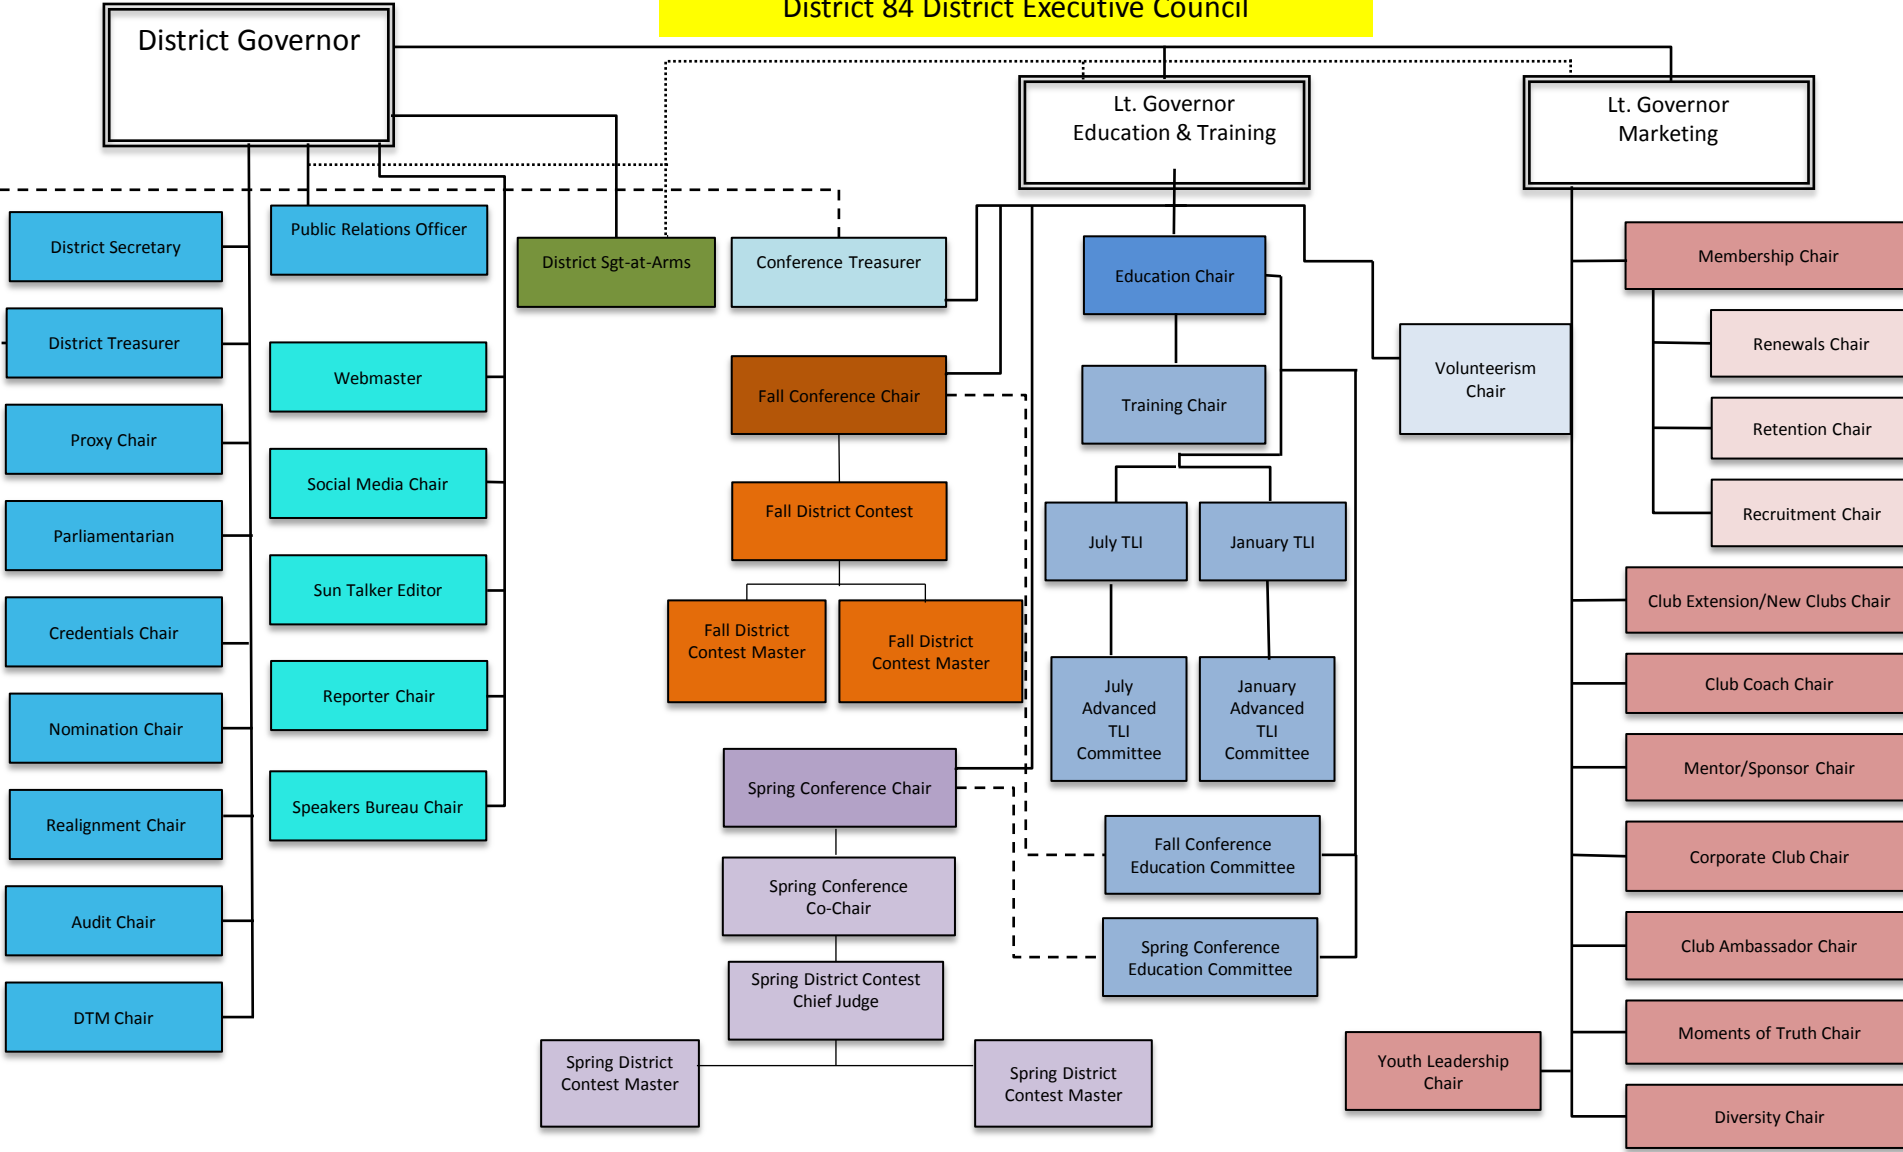 District 84 District Executive Council
District Governor
Lt. Governor
Education & Training
Lt. Governor
Marketing
District Secretary
District Treasurer
Proxy Chair
Parliamentarian
Credentials Chair
Nomination Chair
Realignment Chair
Audit Chair
DTM Chair
Public Relations Officer
Webmaster
Social Media Chair
Sun Talker Editor
Reporter Chair
Speakers Bureau Chair
District Sgt-at-Arms
Conference Treasurer
Fall Conference Chair
Fall District Contest
Fall District
Contest Master
Fall District
Contest Master
Spring Conference Chair
Spring Conference
Co-Chair
Spring District Contest
Chief Judge
Spring District
Contest Master
Spring District
Contest Master
Education Chair
Training Chair
July TLI
January TLI
July
Advanced
TLI
Committee
January
Advanced
TLI
Committee
Fall Conference
Education Committee
Spring Conference
Education Committee
Volunteerism
Chair
Membership Chair
Renewals Chair
Retention Chair
Recruitment Chair
Club Extension/New Clubs Chair
Club Coach Chair
Mentor/Sponsor Chair
Corporate Club Chair
Club Ambassador Chair
Moments of Truth Chair
Youth Leadership
Chair
Diversity Chair